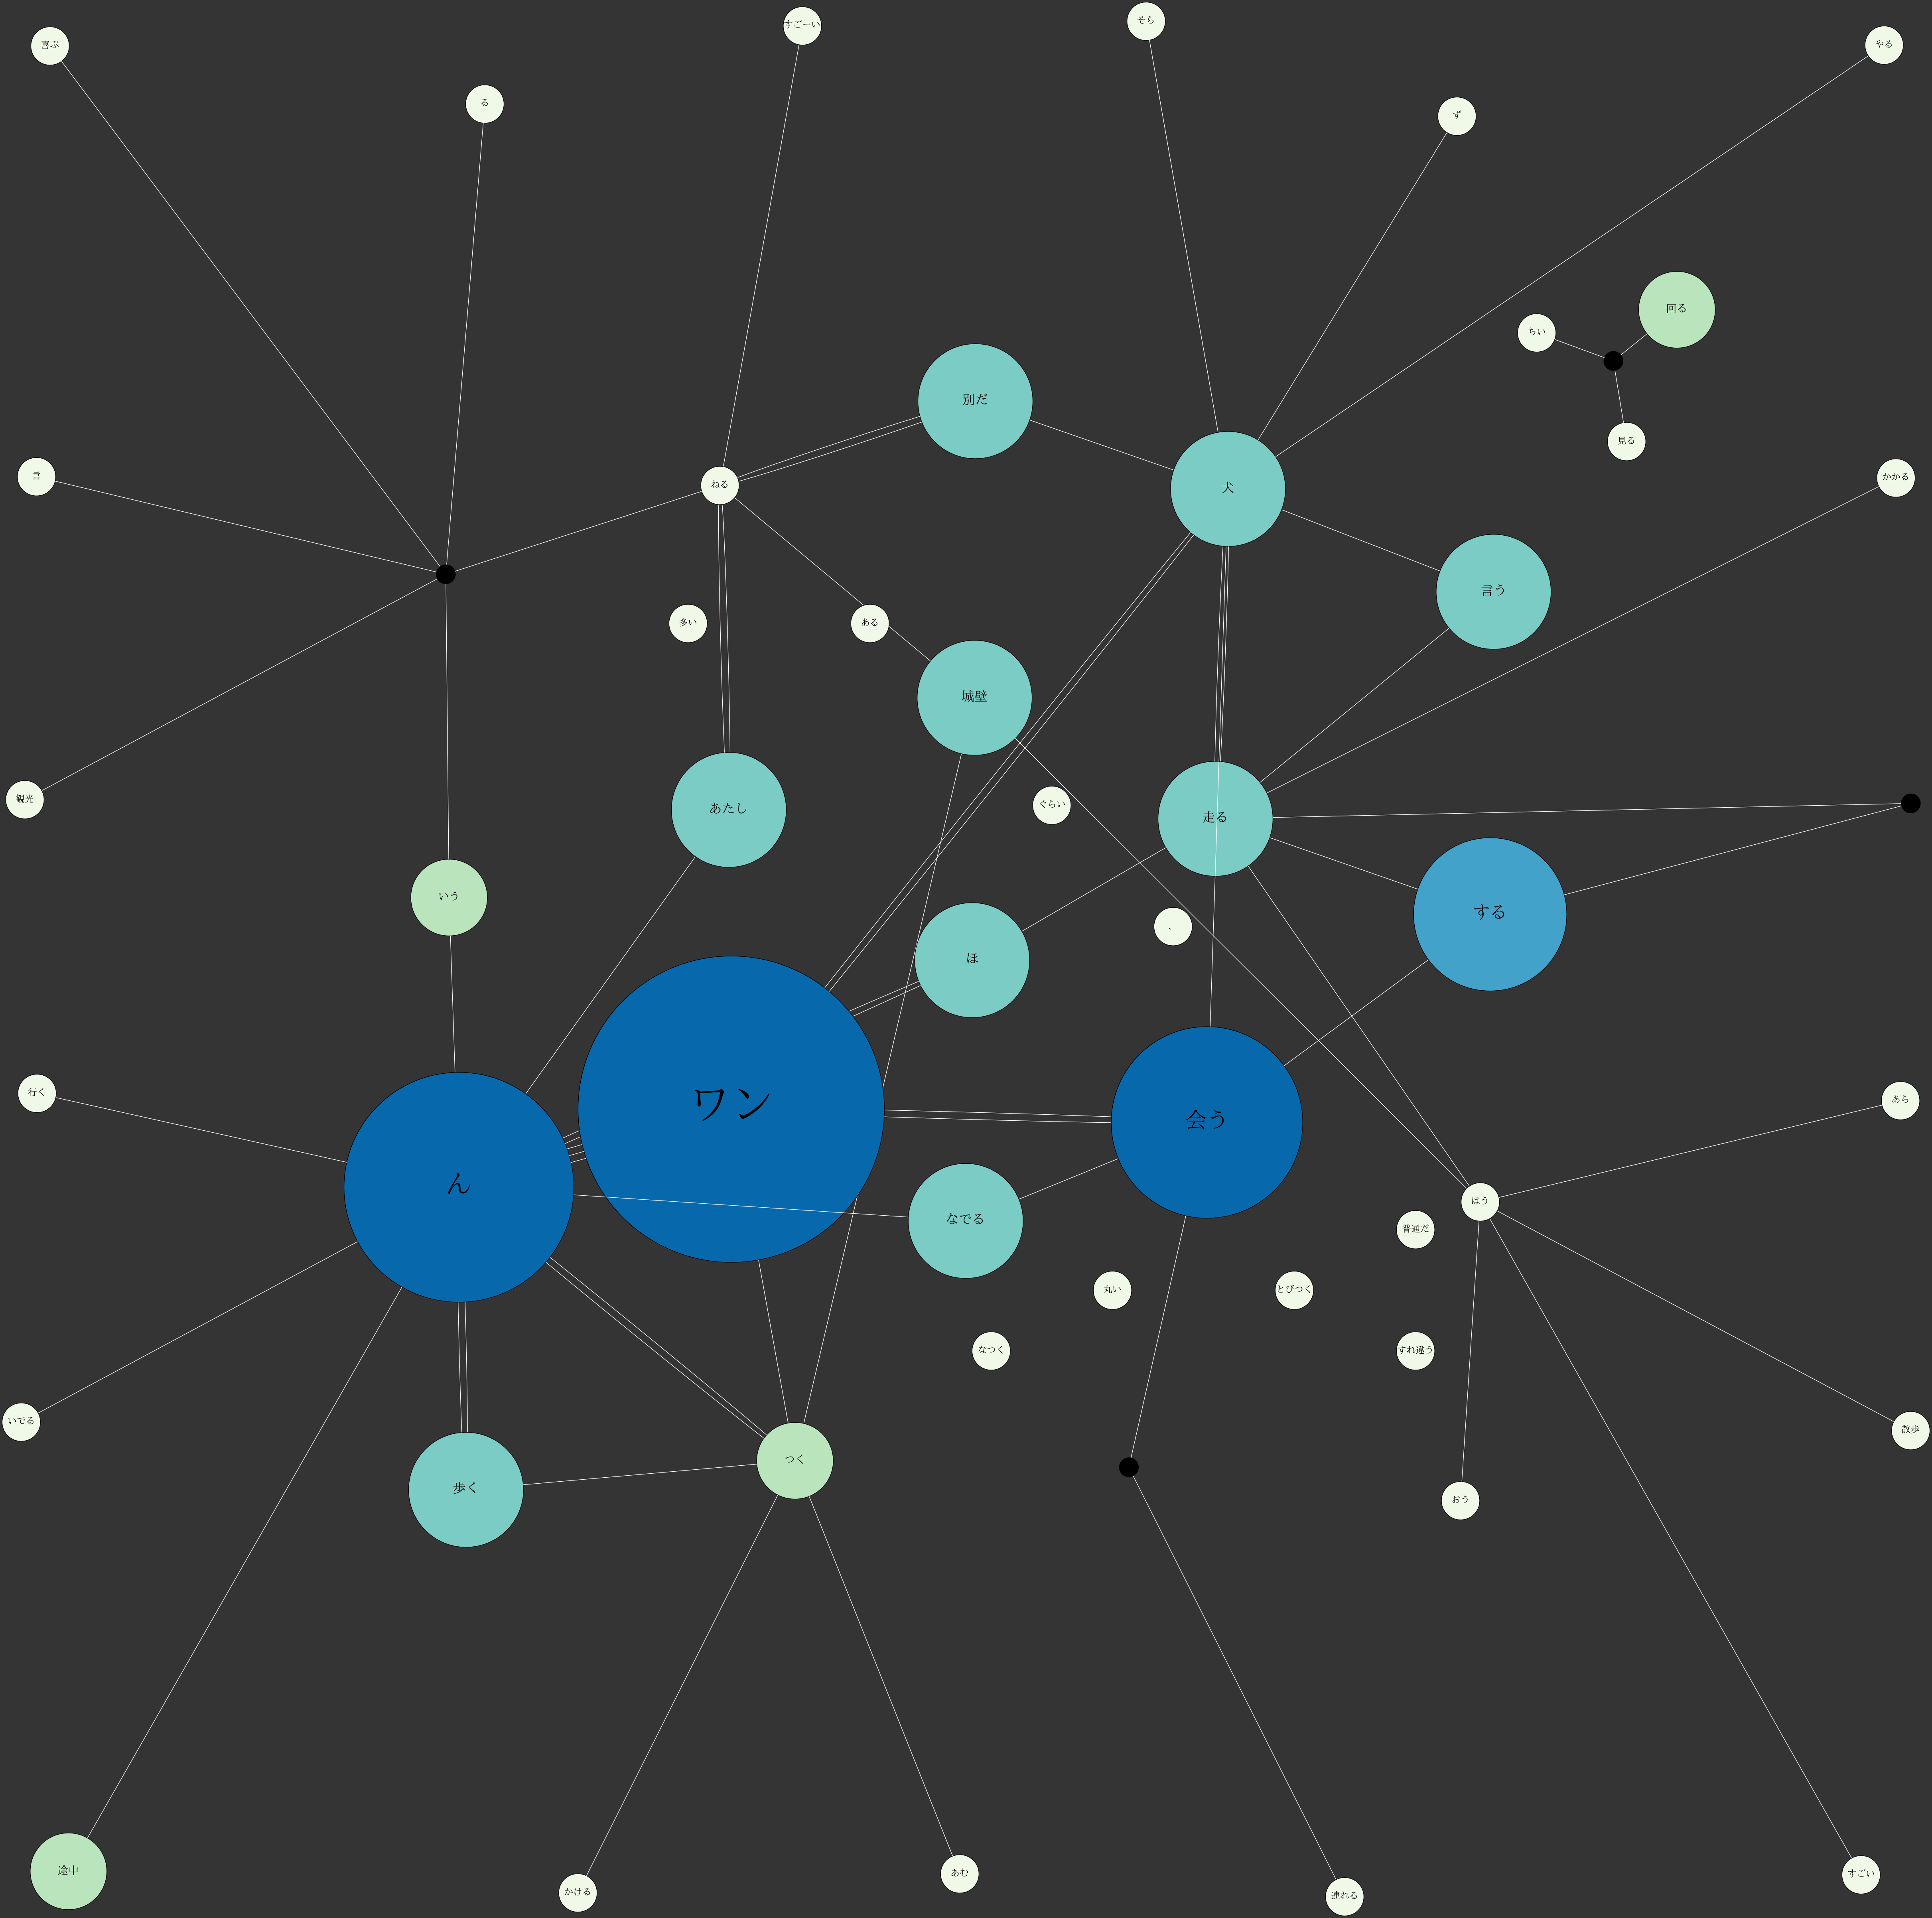 すごーい
そら
喜ぶ
やる
る
ず
回る
ちい
別だ
見る
言
ねる
犬
かかる
言う
多い
ある
城壁
観光
あたし
ぐらい
走る
いう
する
、
ほ
行く
あら
ワン
会う
ん
はう
なでる
普通だ
丸い
とびつく
なつく
すれ違う
いでる
散歩
つく
歩く
おう
途中
あむ
すごい
かける
連れる